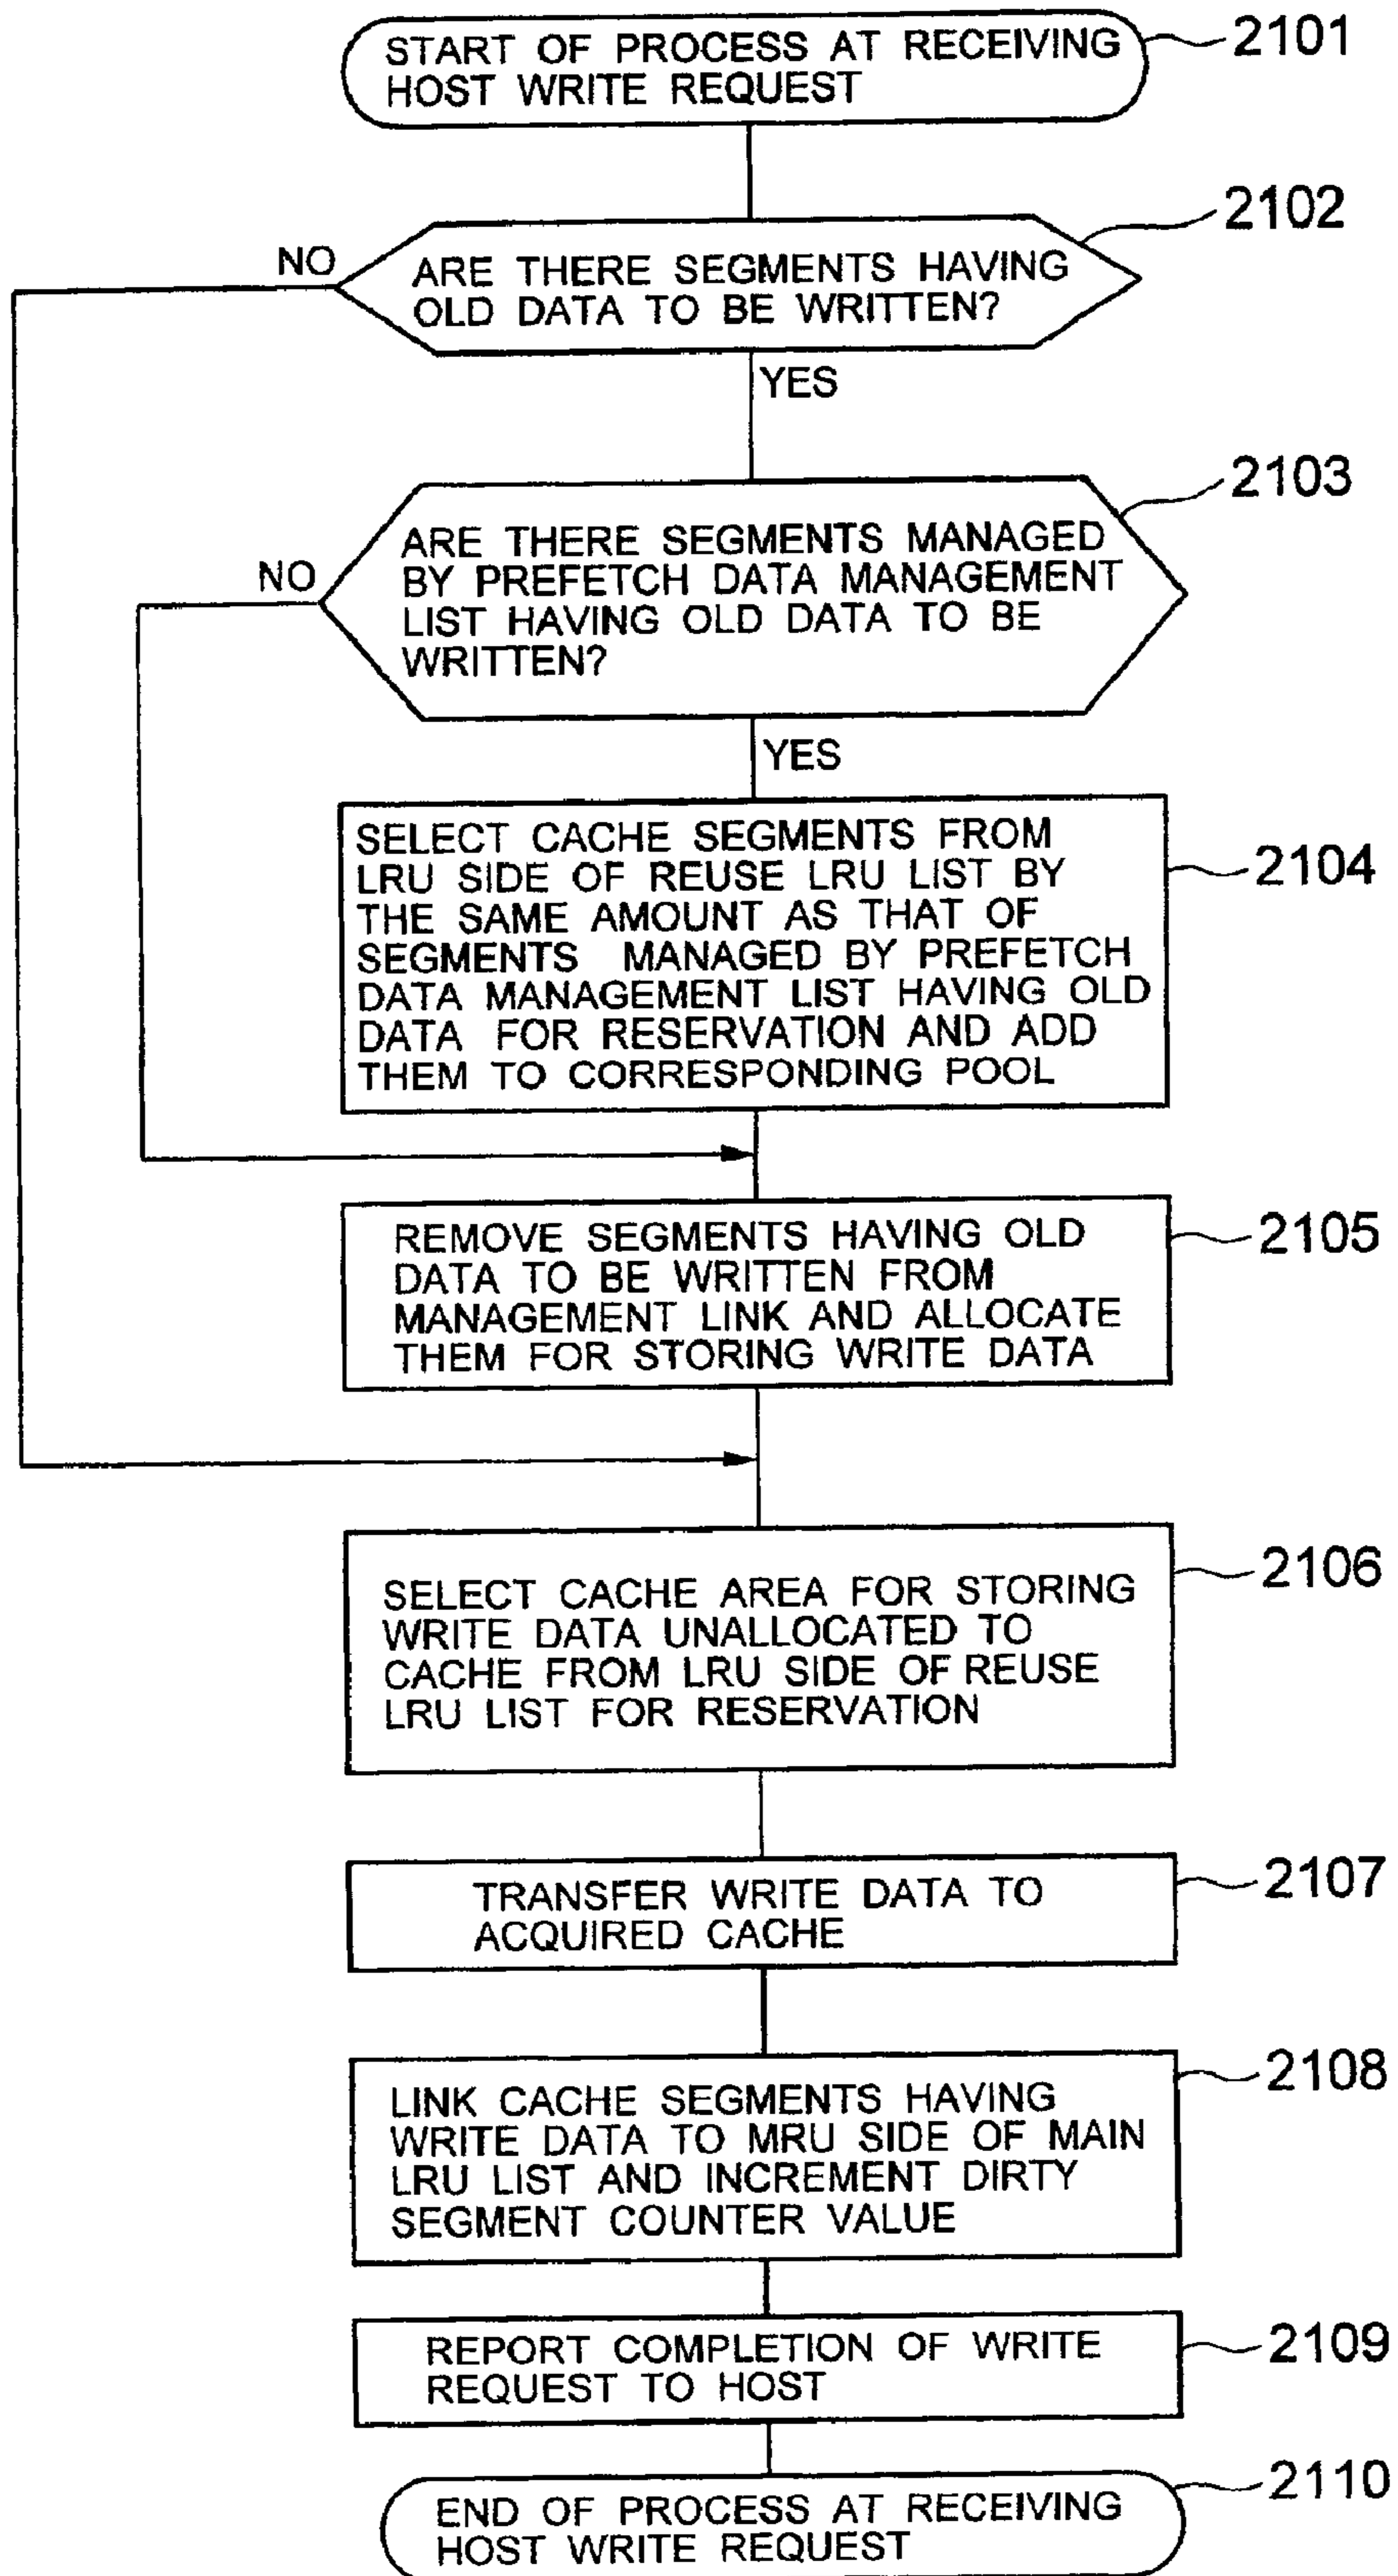 START OF PROCESS AT RECEIVING
HOST WRITE REQUEST
2101
2102
NO
ARE THERE SEGMENTS HAVING
OLD DATA TO BE WRITTEN?
YES
2103
NO
ARE THERE SEGMENTS MANAGED
BY PREFETCH DATA MANAGEMENT
LIST HAVING OLD DATA TO BE
WRITTEN?
YES
SELECT CACHE SEGMENTS FROM
LRU SIDE OF REUSE LRU LIST BY
THE SAME AMOUNT AS THAT OF
SEGMENTS MANAGED BY PREFETCH
DATA MANAGEMENT LIST HAVING OLD
DATA FOR RESERVATION AND ADD
THEM TO CORRESPONDING POOL
2104
REMOVE SEGMENTS HAVING OLD
DATA TO BE WRITTEN FROM
MANAGEMENT LINK AND ALLOCATE
THEM FOR STORING WRITE DATA
2105
SELECT CACHE AREA FOR STORING
WRITE DATA UNALLOCATED TO
CACHE FROM LRU SIDE OF REUSE
LRU LIST FOR RESERVATION
2106
TRANSFER WRITE DATA TO
ACQUIRED CACHE
2107
LINK CACHE SEGMENTS HAVING
WRITE DATA TO MRU SIDE OF MAIN
LRU LIST AND INCREMENT DIRTY
SEGMENT COUNTER VALUE
2108
REPORT COMPLETION OF WRITE
REQUEST TO HOST
2109
END OF PROCESS AT RECEIVING
HOST WRITE REQUEST
2110